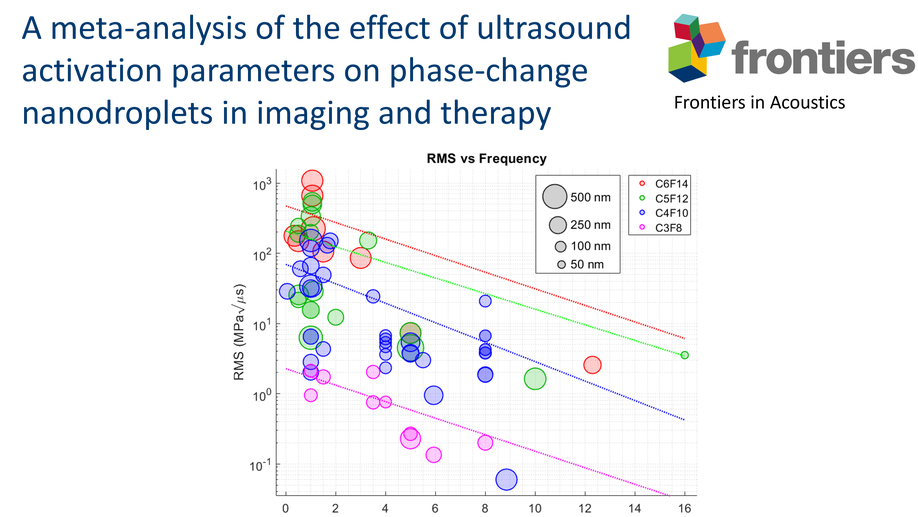 A meta-analysis of the effect of ultrasound
activation parameters on phase-change
nanodroplets in imaging and therapy
frontiers
Frontiers in Acoustics
RMS vs Frequency
500 nm
250 nm
100 nm
50 nm
C6F14
C5F12
C4F10
C3F8
RMS (MPa√μs)
10³
10²
10¹
10⁰
10⁻¹
0 2 4 6 8 10 12 14 16